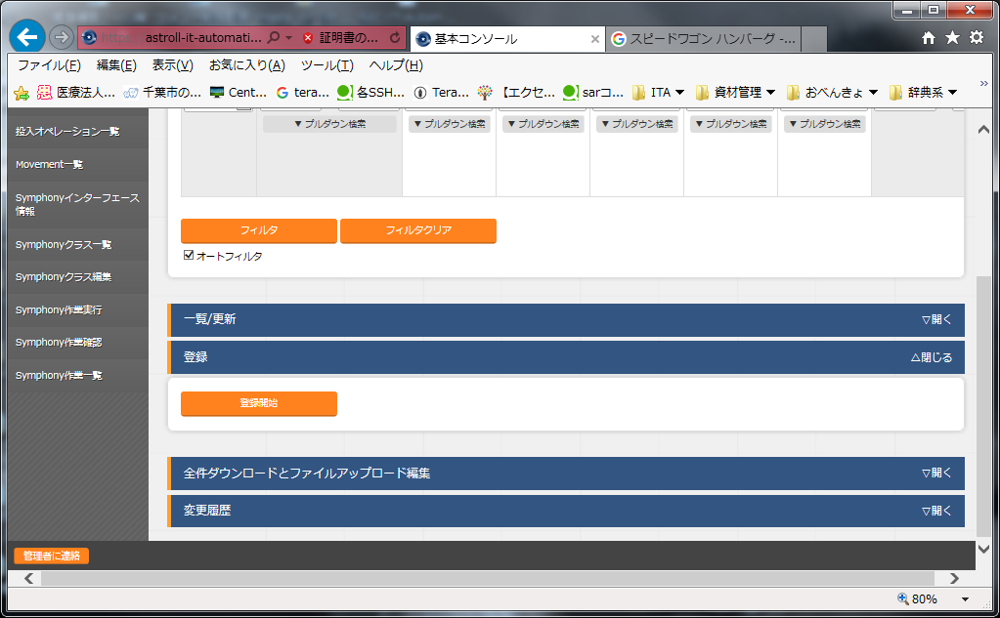 https://astroll-it-automati...
証明書の...
基本コンソール
スピードワゴン ハンバーグ -...
ファイル(F) 編集(E) 表示(V) お気に入り(A) ツール(T) ヘルプ(H)
医療法人... 千葉市の... Cent... tera... 各SSH... Tera... 【エクセ... sarコ... ITA ▼ 資材管理 ▼ おべんきょ ▼ 辞典系 ▼ »
投入オペレーション一覧
Movement一覧
Symphonyインターフェース
情報
Symphonyクラス一覧
Symphonyクラス編集
Symphony作業実行
Symphony作業確認
Symphony作業一覧
▼プルダウン検索 ▼プルダウン検索 ▼プルダウン検索 ▼プルダウン検索 ▼プルダウン検索 ▼プルダウン検索
フィルタ フィルタクリア
オートフィルタ
一覧/更新 ▽開く
登録 △閉じる
登録開始
全件ダウンロードとファイルアップロード編集 ▽開く
変更履歴 ▽開く
管理者に連絡
80%